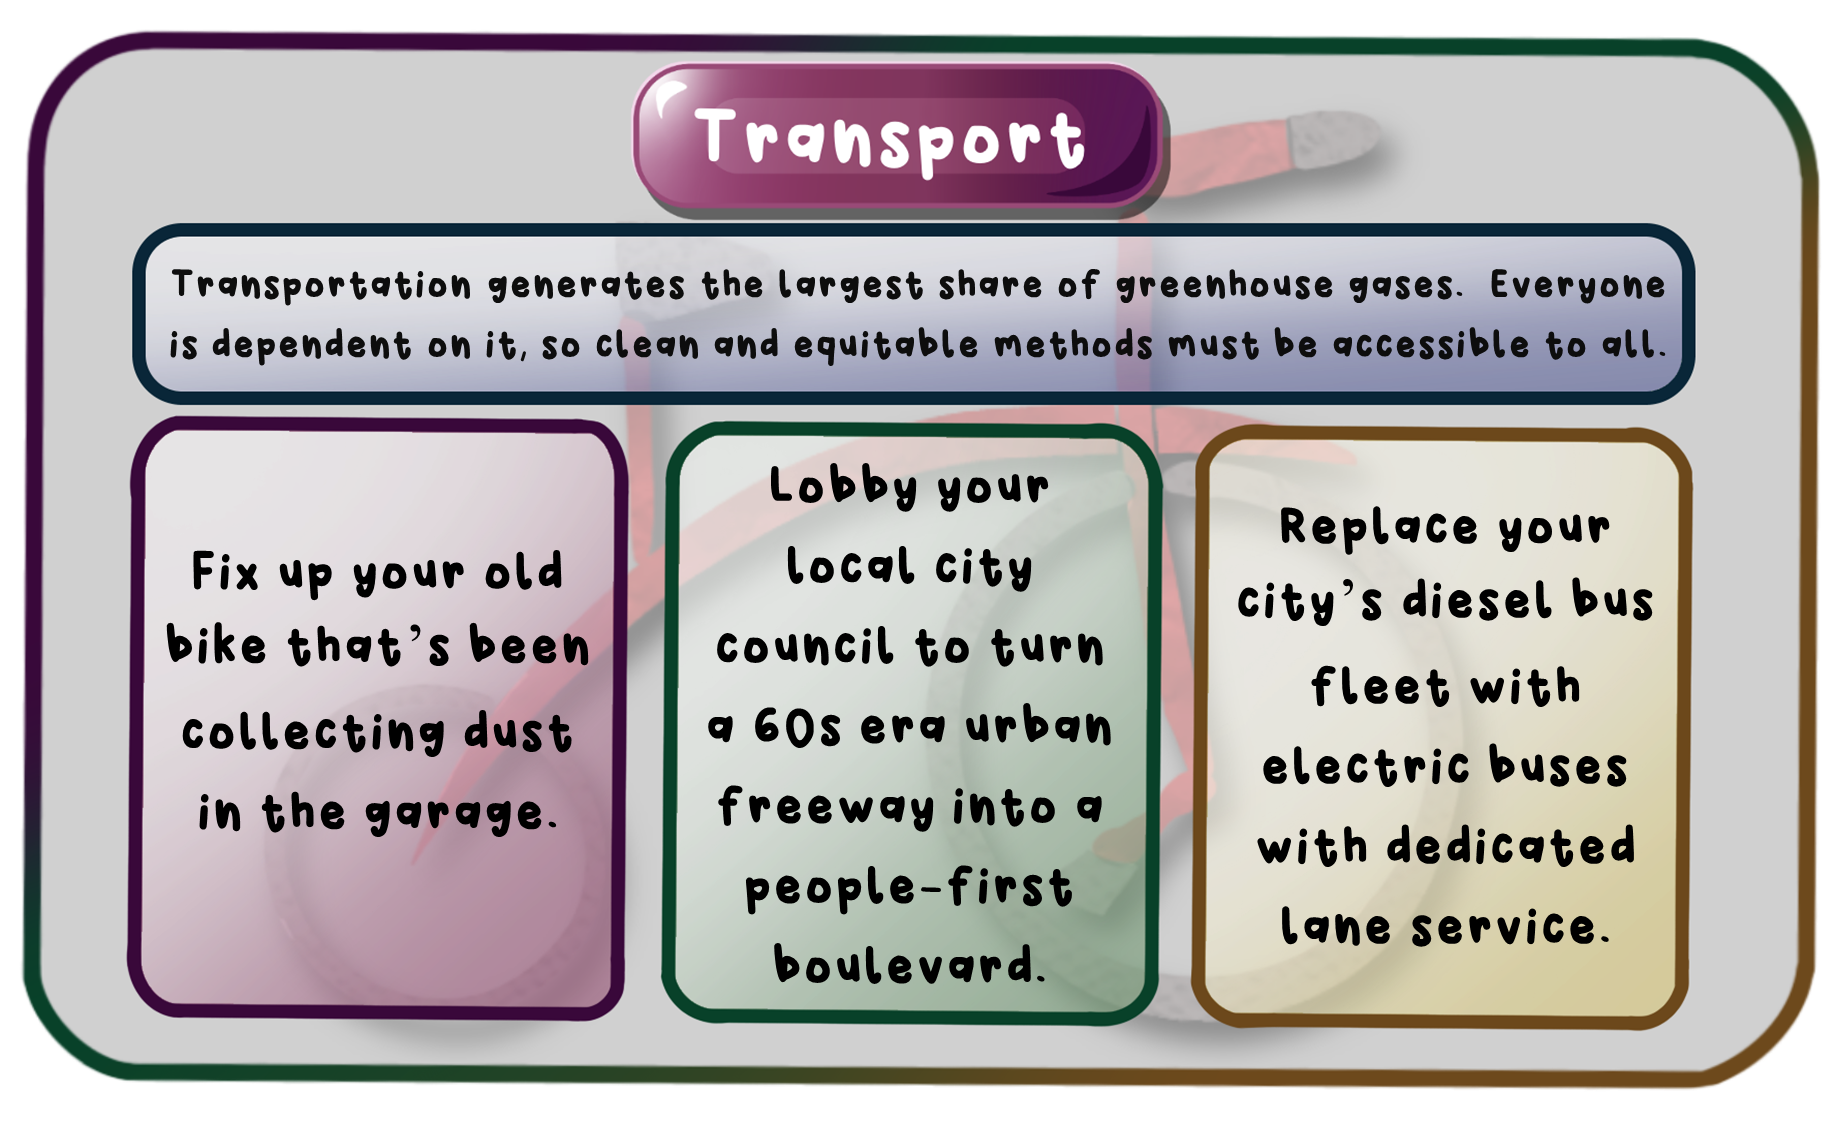 Transport
Transportation generates the largest share of greenhouse gases. Everyone
is dependent on it, so clean and equitable methods must be accessible to all.
Fix up your old
bike that's been
collecting dust
in the garage.
Lobby your
local city
council to turn
a 60s era urban
freeway into a
people-first
boulevard.
Replace your
city's diesel bus
fleet with
electric buses
with dedicated
lane service.